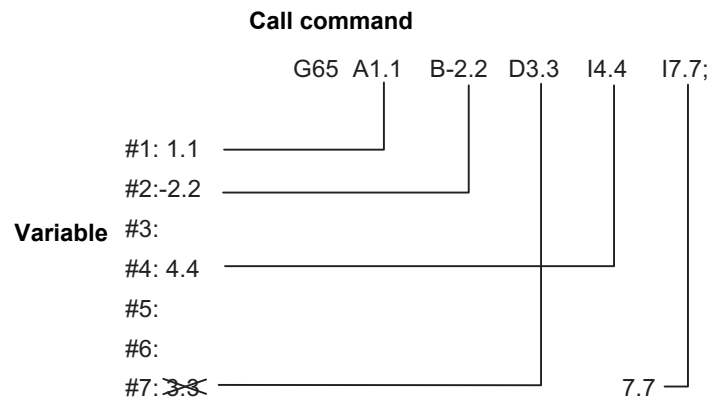 Call command
G65 A1.1 B-2.2 D3.3 I4.4 I7.7;
#1: 1.1
#2:-2.2
Variable #3:
#4: 4.4
#5:
#6:
#7: 3.3 7.7